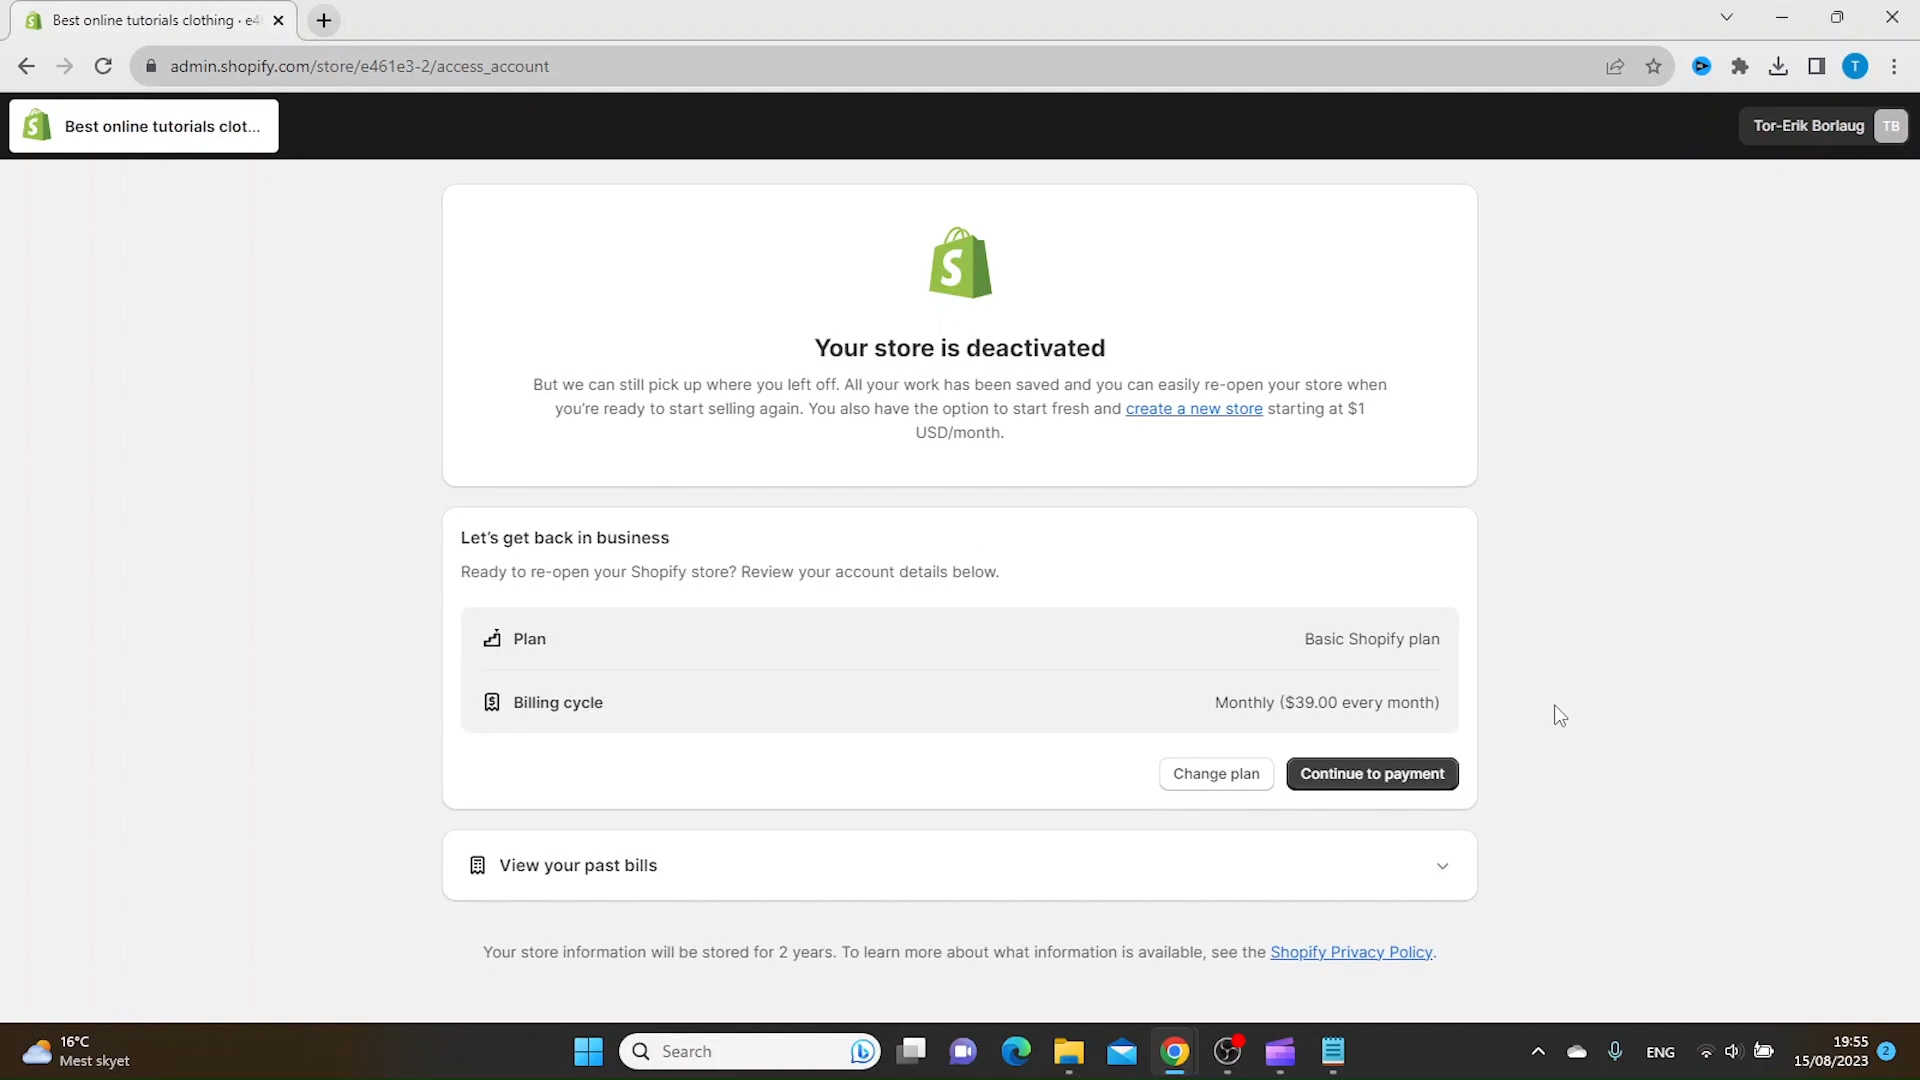 Best online tutorials clothing · e4
admin.shopify.com/store/e461e3-2/access_account
T
Best online tutorials clot...
Tor-Erik Borlaug
TB
Your store is deactivated
But we can still pick up where you left off. All your work has been saved and you can easily re-open your store when
you're ready to start selling again. You also have the option to start fresh and create a new store starting at $1
USD/month.
Let's get back in business
Ready to re-open your Shopify store? Review your account details below.
Plan
Basic Shopify plan
Billing cycle
Monthly ($39.00 every month)
Change plan
Continue to payment
View your past bills
Your store information will be stored for 2 years. To learn more about what information is available, see the Shopify Privacy Policy.
16°C
Mest skyet
Search
ENG
19:55
15/08/2023
2